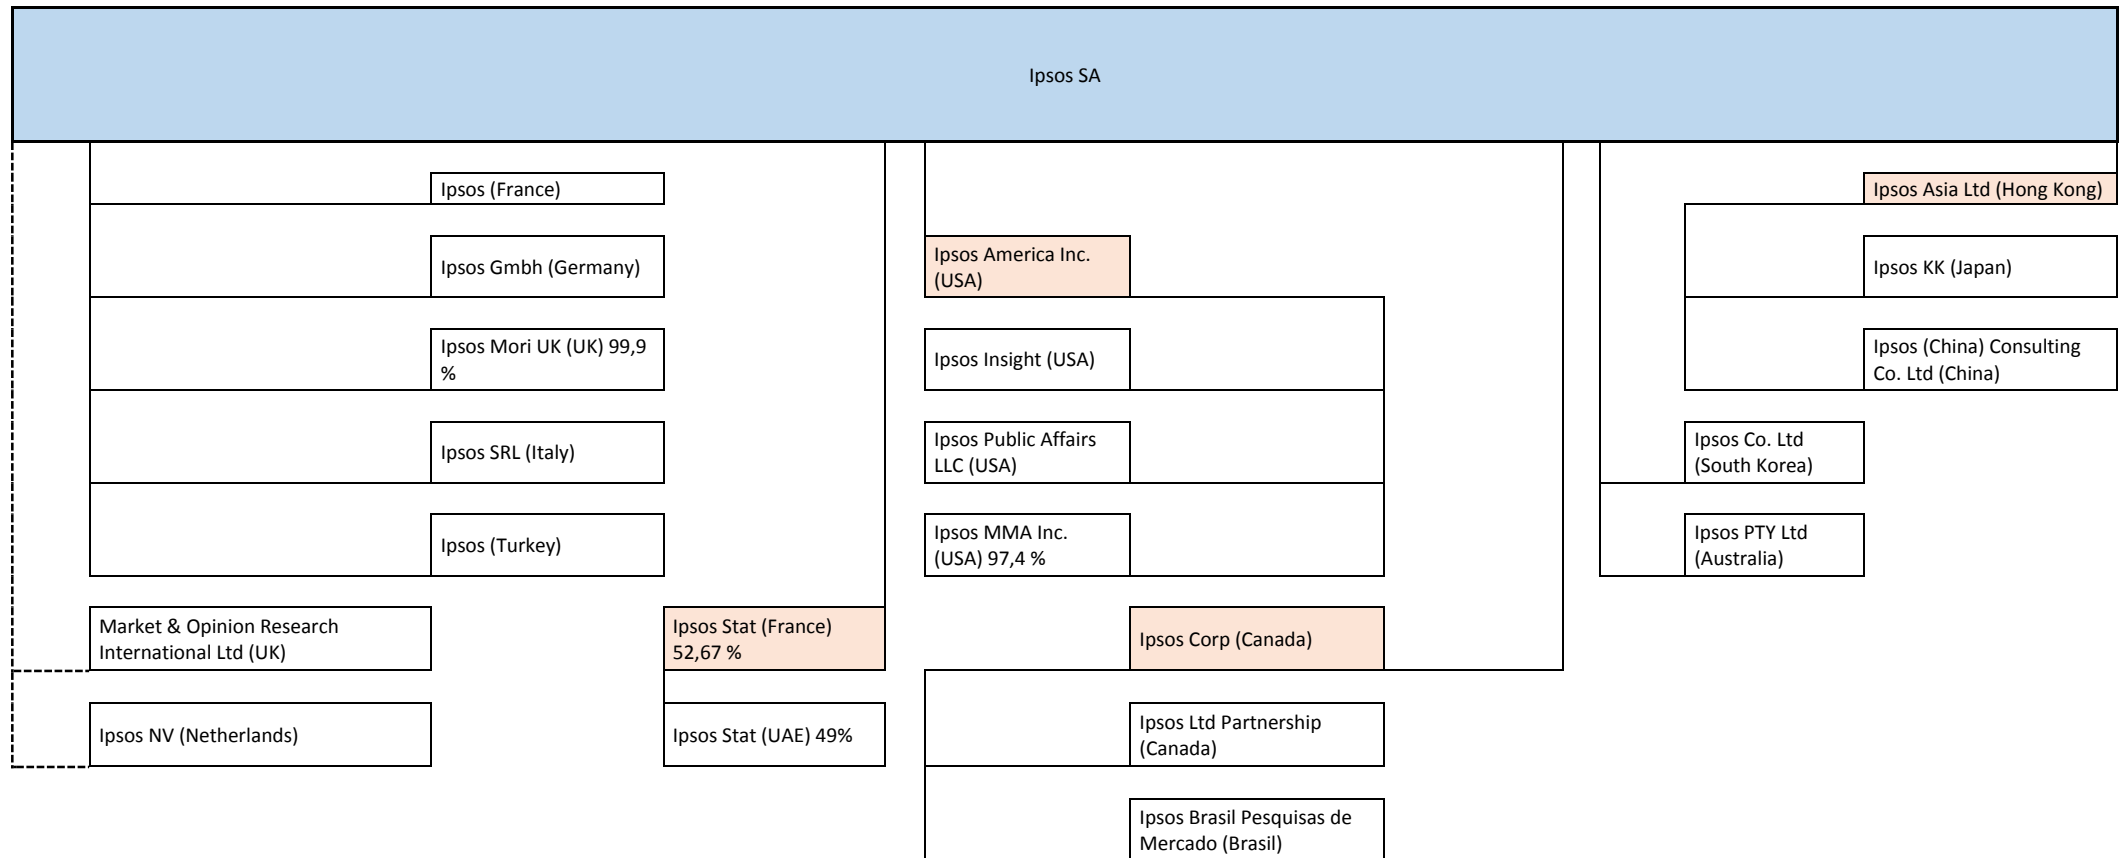 Ipsos SA
Ipsos (France)
Ipsos Asia Ltd (Hong Kong)
Ipsos Gmbh (Germany)
Ipsos America Inc.
(USA)
Ipsos KK (Japan)
Ipsos Mori UK (UK) 99,9
%
Ipsos Insight (USA)
Ipsos (China) Consulting
Co. Ltd (China)
Ipsos SRL (Italy)
Ipsos Public Affairs
LLC (USA)
Ipsos Co. Ltd
(South Korea)
Ipsos (Turkey)
Ipsos MMA Inc.
(USA) 97,4 %
Ipsos PTY Ltd
(Australia)
Market & Opinion Research
International Ltd (UK)
Ipsos Stat (France)
52,67 %
Ipsos Corp (Canada)
Ipsos NV (Netherlands)
Ipsos Stat (UAE) 49%
Ipsos Ltd Partnership
(Canada)
Ipsos Brasil Pesquisas de
Mercado (Brasil)